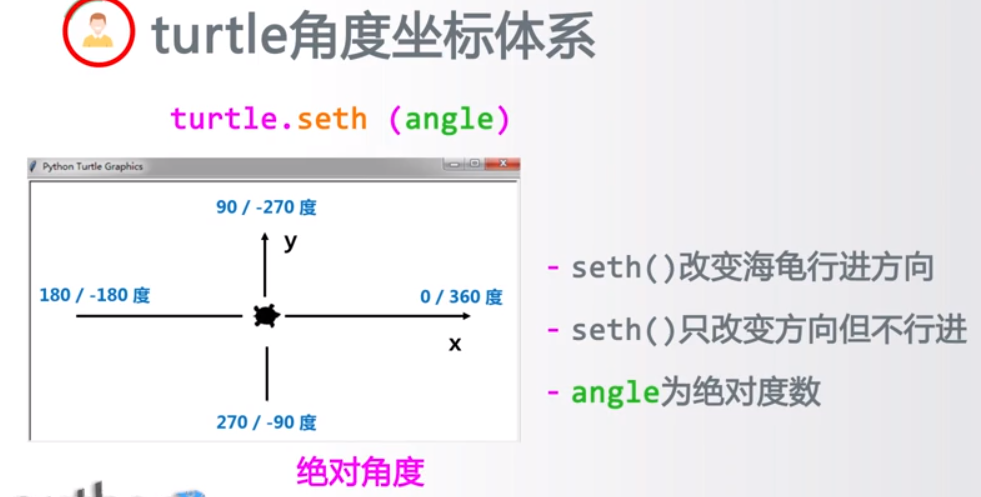 turtle角度坐标体系
turtle.seth (angle)
Python Turtle Graphics
90 / -270 度
y
180 / -180 度
0 / 360 度
x
270 / -90 度
绝对角度
- seth()改变海龟行进方向
- seth()只改变方向但不行进
- angle为绝对度数